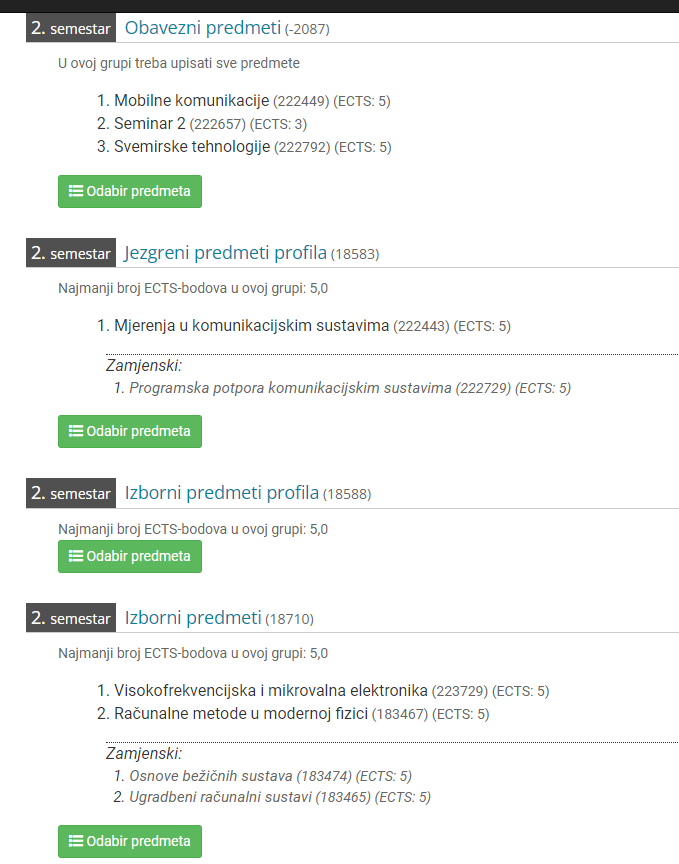 2. semestar Obavezni predmeti (-2087)
U ovoj grupi treba upisati sve predmete
1. Mobilne komunikacije (222449) (ECTS: 5)
2. Seminar 2 (222657) (ECTS: 3)
3. Svemirske tehnologije (222792) (ECTS: 5)
Odabir predmeta
2. semestar Jezgreni predmeti profila (18583)
Najmanji broj ECTS-bodova u ovoj grupi: 5,0
1. Mjerenja u komunikacijskim sustavima (222443) (ECTS: 5)
Zamjenski:
1. Programska potpora komunikacijskim sustavima (222729) (ECTS: 5)
Odabir predmeta
2. semestar Izborni predmeti profila (18588)
Najmanji broj ECTS-bodova u ovoj grupi: 5,0
Odabir predmeta
2. semestar Izborni predmeti (18710)
Najmanji broj ECTS-bodova u ovoj grupi: 5,0
1. Visokofrekvencijska i mikrovalna elektronika (223729) (ECTS: 5)
2. Računalne metode u modernoj fizici (183467) (ECTS: 5)
Zamjenski:
1. Osnove bežičnih sustava (183474) (ECTS: 5)
2. Ugradbeni računalni sustavi (183465) (ECTS: 5)
Odabir predmeta